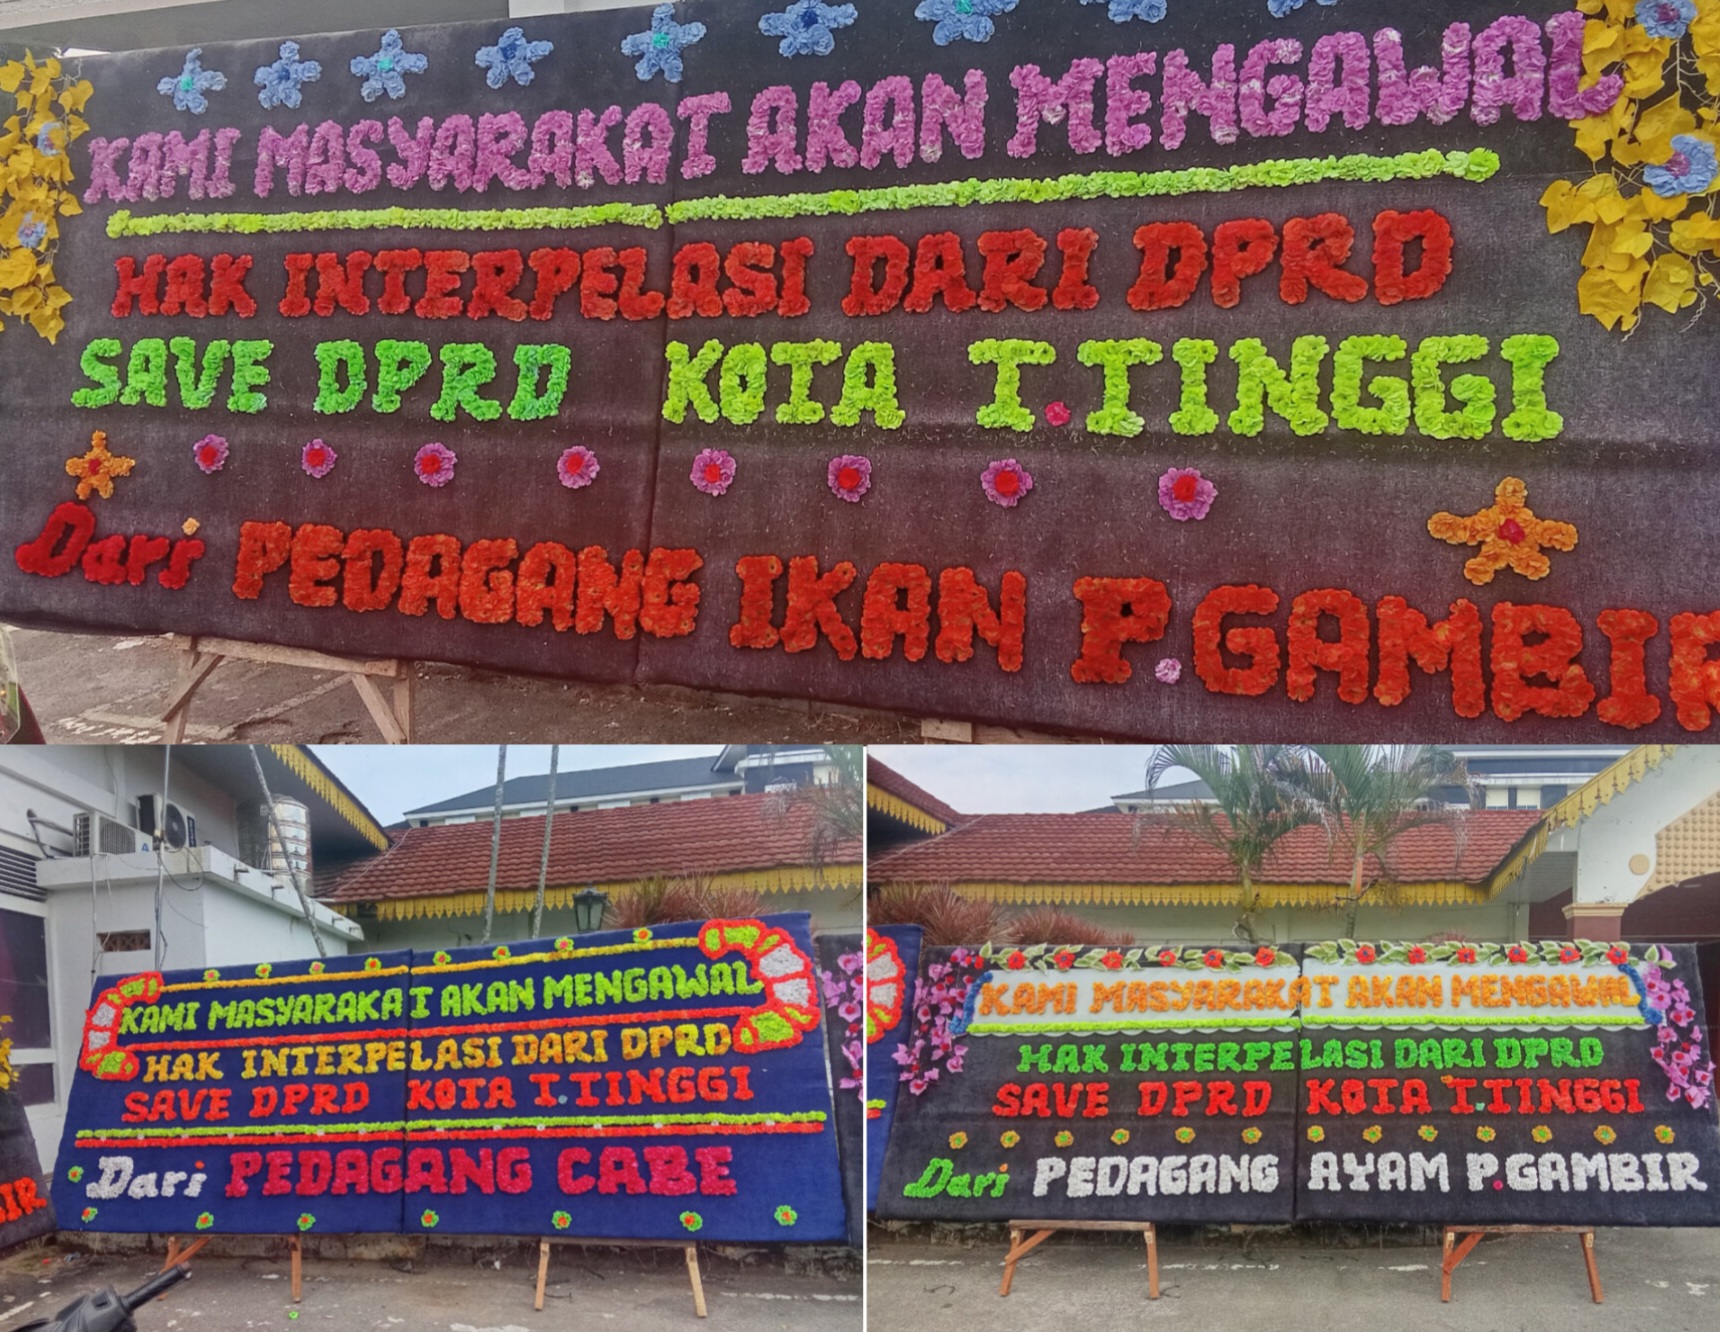 KAMI MASYARAKAT AKAN MENGAWAL
HAK INTERPELASI DARI DPRD
SAVE DPRD KOTA T.TINGGI
Dari PEDAGANG IKAN P.GAMBIR
KAMI MASYARAKAT AKAN MENGAWAL
HAK INTERPELASI DARI DPRD
SAVE DPRD KOTA T.TINGGI
Dari PEDAGANG CABE
KAMI MASYARAKAT AKAN MENGAWAL
HAK INTERPELASI DARI DPRD
SAVE DPRD KOTA T.TINGGI
Dari PEDAGANG AYAM P.GAMBIR